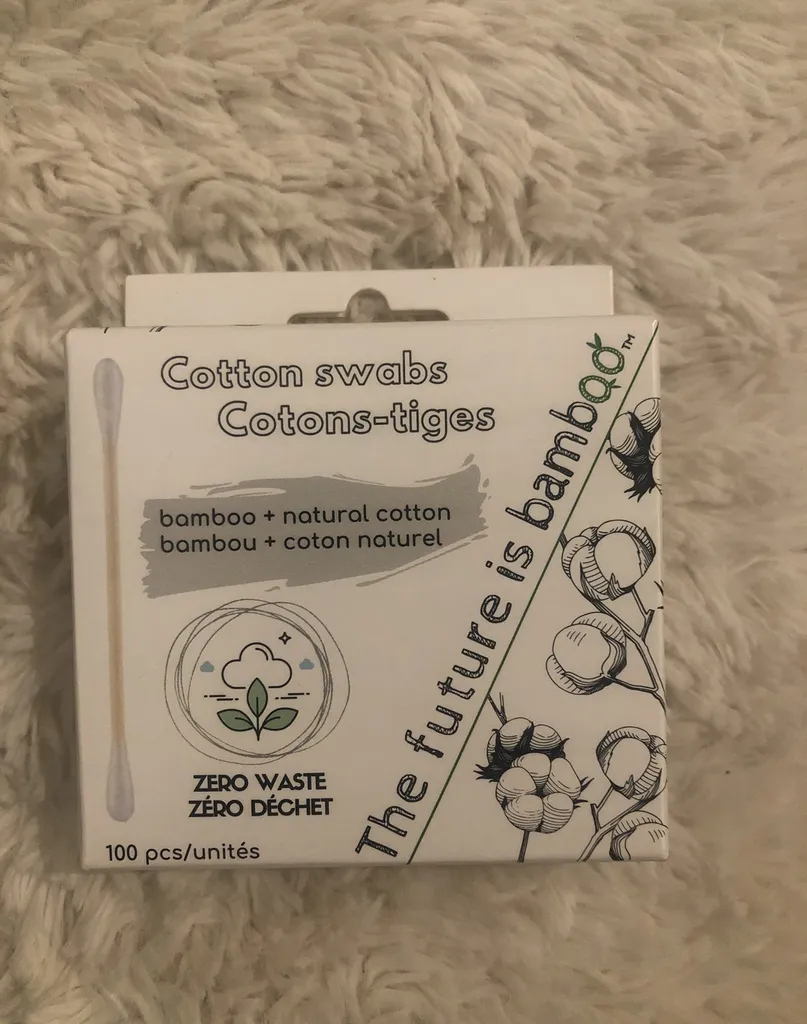 Cotton swabs
Cotons-tiges
bamboo + natural cotton
bambou + coton naturel
The future is bamboo™
ZERO WASTE
ZÉRO DÉCHET
100 pcs/unités